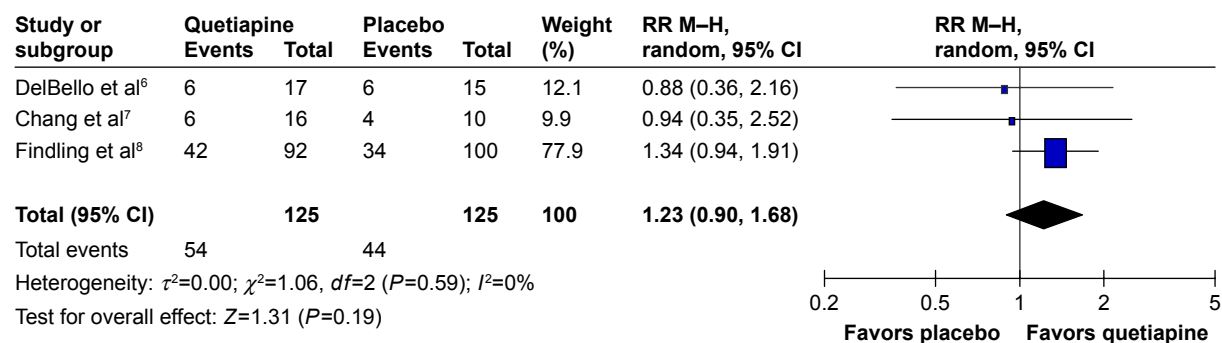 Study or Quetiapine Placebo Weight RR M–H, RR M–H,
subgroup Events Total Events Total (%) random, 95% CI random, 95% CI
DelBello et al⁶ 6 17 6 15 12.1 0.88 (0.36, 2.16)
Chang et al⁷ 6 16 4 10 9.9 0.94 (0.35, 2.52)
Findling et al⁸ 42 92 34 100 77.9 1.34 (0.94, 1.91)
Total (95% CI) 125 125 100 1.23 (0.90, 1.68)
Total events 54 44
Heterogeneity: τ²=0.00; χ²=1.06, df=2 (P=0.59); I²=0%
Test for overall effect: Z=1.31 (P=0.19)
0.2 0.5 1 2 5
Favors placebo Favors quetiapine